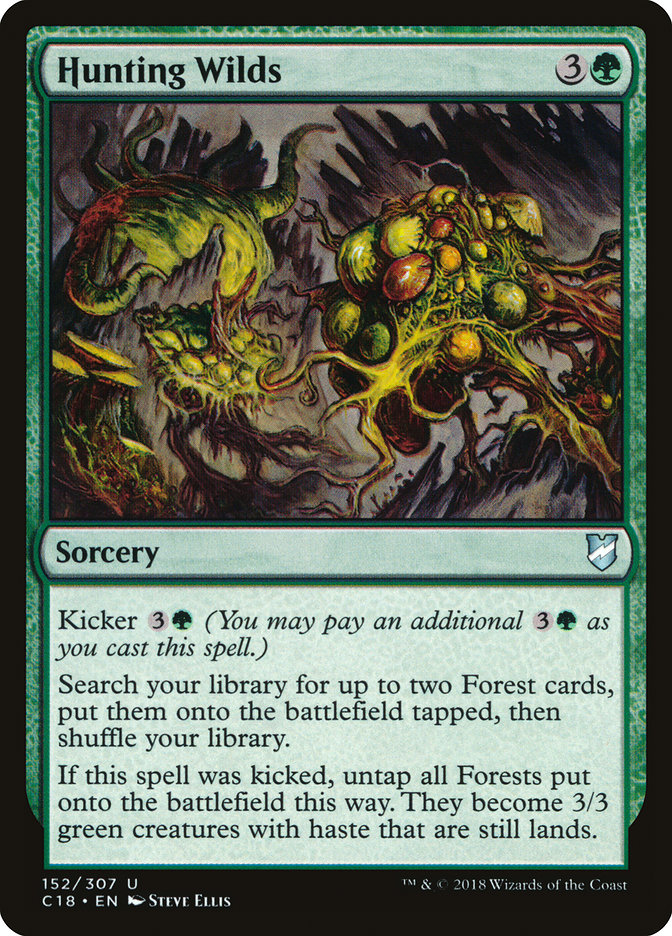 Hunting Wilds 3
Sorcery
Kicker 3 (You may pay an additional 3 as
you cast this spell.)
Search your library for up to two Forest cards,
put them onto the battlefield tapped, then
shuffle your library.
If this spell was kicked, untap all Forests put
onto the battlefield this way. They become 3/3
green creatures with haste that are still lands.
152/307 U
™ & © 2018 Wizards of the Coast
C18 • EN Steve Ellis